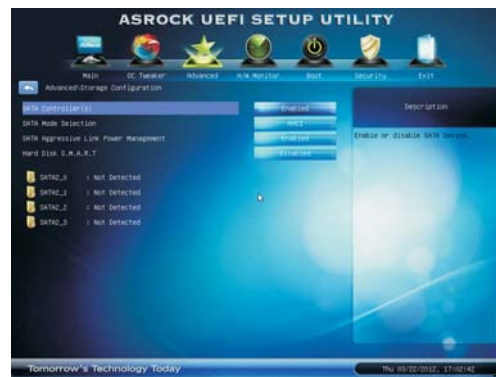 ASROCK UEFI SETUP UTILITY
Main OC Tweaker Advanced H/W Monitor Boot Security Exit
Advanced\Storage Configuration
SATA Controller(s) Enabled
SATA Mode Selection AHCI
SATA Aggressive Link Power Management Enabled
Hard Disk S.M.A.R.T Disabled
SATA2_0 : Not Detected
SATA2_1 : Not Detected
SATA2_2 : Not Detected
SATA2_3 : Not Detected
Description
Enable or disable SATA Device.
Tomorrow's Technology Today
Thu 03/22/2012, 17:02:42